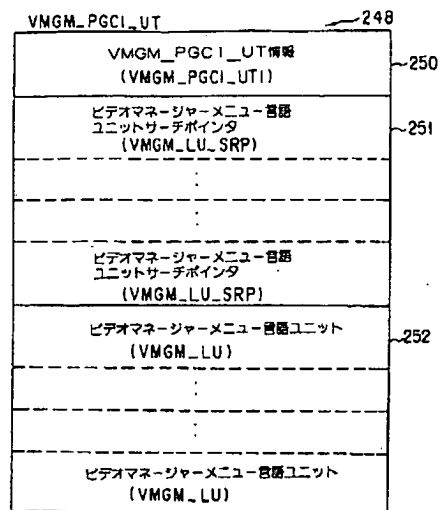 VMGM_PGCI_UT
248
VMGM_PGCI_UT情報
(VMGM_PGCI_UTI)
250
ビデオマネージャーメニュー言語
ユニットサーチポインタ
(VMGM_LU_SRP)
251
ビデオマネージャーメニュー言語
ユニットサーチポインタ
(VMGM_LU_SRP)
ビデオマネージャーメニュー言語ユニット
(VMGM_LU)
252
ビデオマネージャーメニュー言語ユニット
(VMGM_LU)